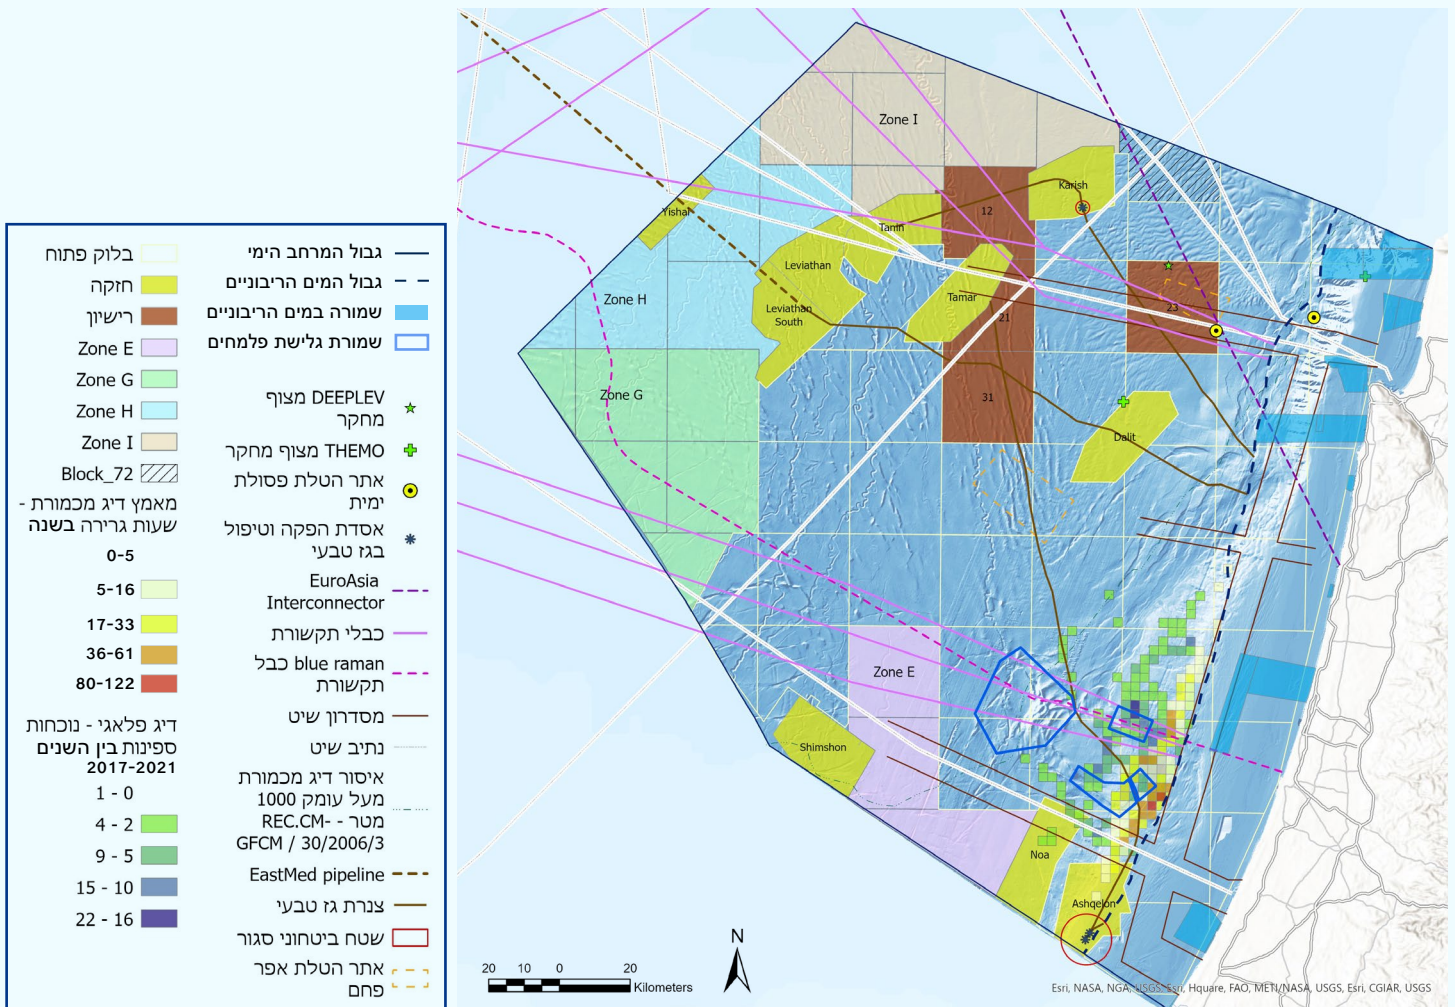 גבול המרחב הימי
גבול המים הריבוניים
שמורה במים הריבוניים
שמורת גלישת פלמחים
DEEPLEV מצוף
מחקר
THEMO מצוף מחקר
אתר הטלת פסולת
ימית
אסדת הפקה וטיפול
בגז טבעי
EuroAsia
Interconnector
כבלי תקשורת
blue raman כבל
תקשורת
מסדרון שיט
נתיב שיט
איסור דיג מכמורת
מעל עומק 1000
מטר - REC.CM-
GFCM / 30/2006/3
EastMed pipeline
צנרת גז טבעי
שטח ביטחוני סגור
אתר הטלת אפר
פחם
בלוק פתוח
חזקה
רישיון
Zone E
Zone G
Zone H
Zone I
Block_72
מאמץ דיג מכמורת -
שעות גרירה בשנה
0-5
5-16
17-33
36-61
80-122
דיג פלאגי - נוכחות
ספינות בין השנים
2017-2021
1 - 0
4 - 2
9 - 5
15 - 10
22 - 16
Zone I
Karish
Yishai
12
Tanin
Leviathan
Zone H
Leviathan
South
Tamar
21
23
Zone G
31
Dalit
Zone E
Shimshon
Noa
Ashqelon
N
20 10 0 20
Kilometers
Esri, NASA, NGA, USGS, Esri, Hquare, FAO, METI/NASA, USGS, Esri, CGIAR, USGS